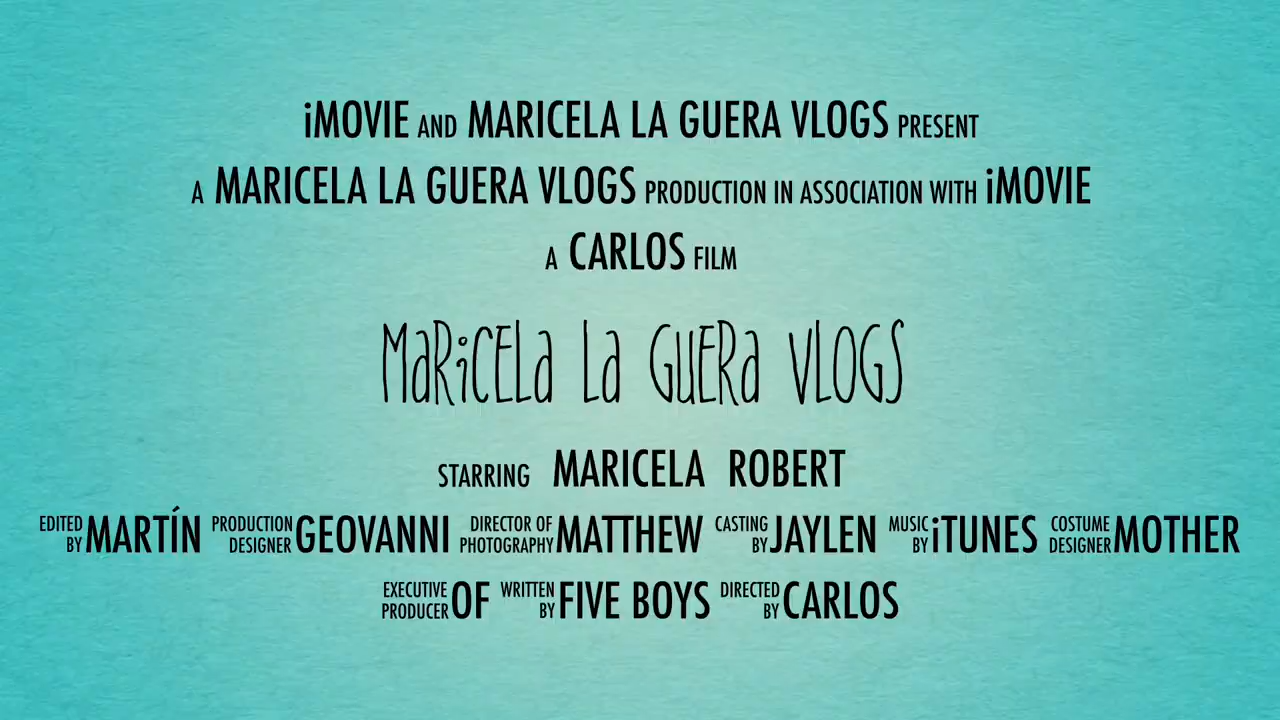 iMOVIE AND MARICELA LA GUERA VLOGS PRESENT
A MARICELA LA GUERA VLOGS PRODUCTION IN ASSOCIATION WITH iMOVIE
A CARLOS FILM
MARiCELa La GUERa VLOGS
STARRING MARICELA ROBERT
EDITED BY MARTÍN PRODUCTION DESIGNER GEOVANNI DIRECTOR OF PHOTOGRAPHY MATTHEW CASTING BY JAYLEN MUSIC BY iTUNES COSTUME DESIGNER MOTHER
EXECUTIVE PRODUCER OF WRITTEN BY FIVE BOYS DIRECTED BY CARLOS